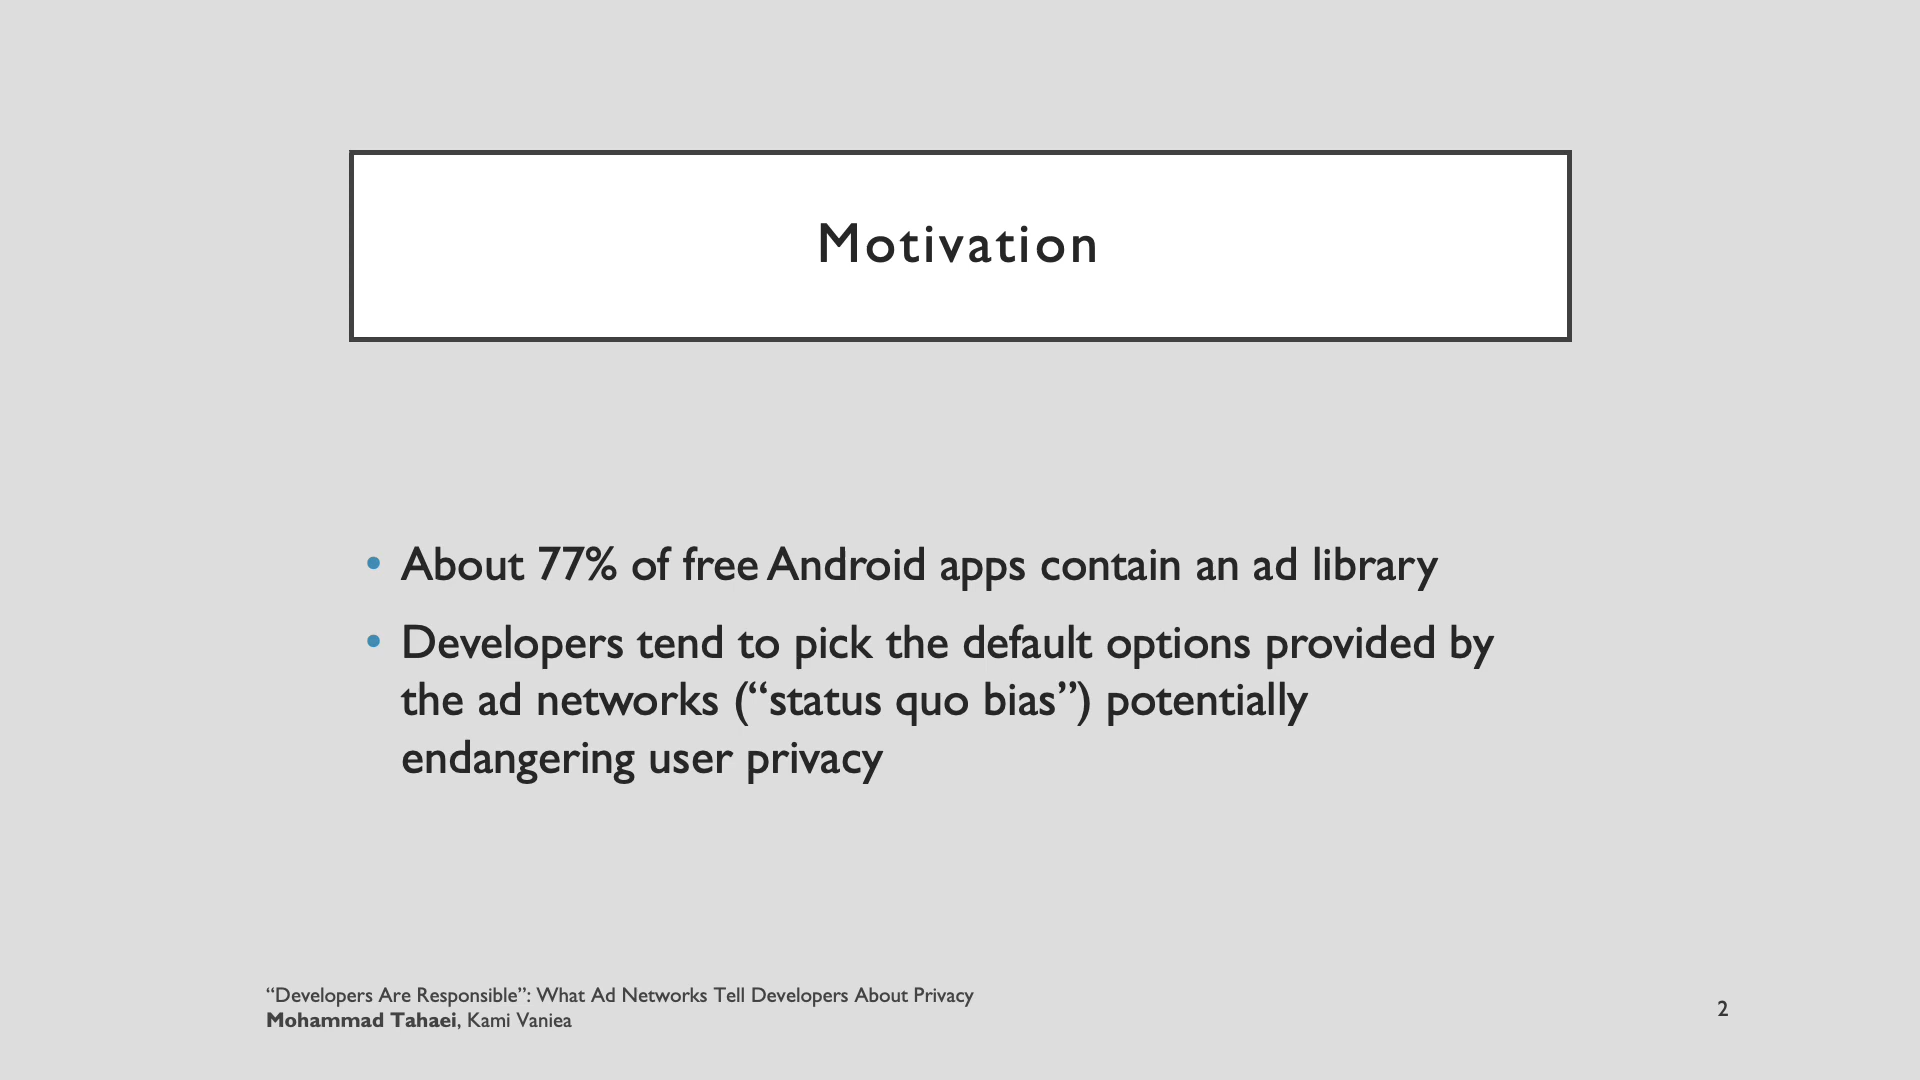 Motivation
• About 77% of free Android apps contain an ad library
• Developers tend to pick the default options provided by
the ad networks (“status quo bias”) potentially
endangering user privacy
“Developers Are Responsible”: What Ad Networks Tell Developers About Privacy
Mohammad Tahaei, Kami Vaniea
2